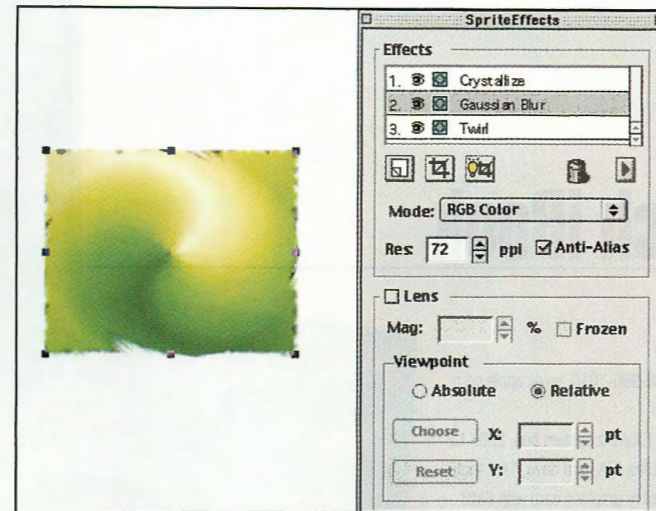 SpriteEffects
Effects
1. Crystallize
2. Gaussian Blur
3. Twirl
Mode: RGB Color
Res: 72 ppi Anti-Alias
Lens
Mag: % Frozen
Viewpoint
Absolute Relative
Choose X: pt
Reset Y: pt